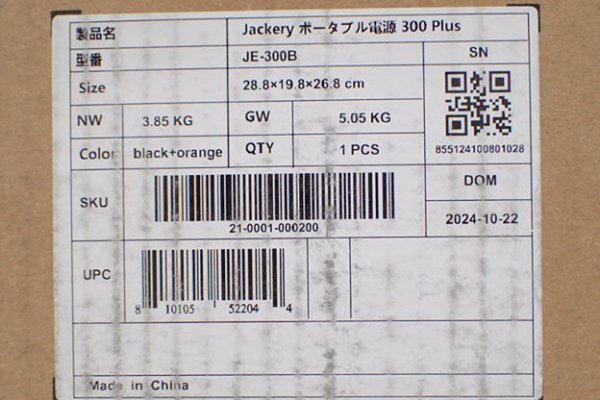 製品名 Jackery ポータブル電源 300 Plus
型番 JE-300B SN
Size 28.8×19.8×26.8 cm
NW 3.85 KG GW 5.05 KG
855124100801028
Color black+orange QTY 1 PCS
DOM
SKU
21-0001-000200
2024-10-22
UPC
8 10105 52204 4
Made in China